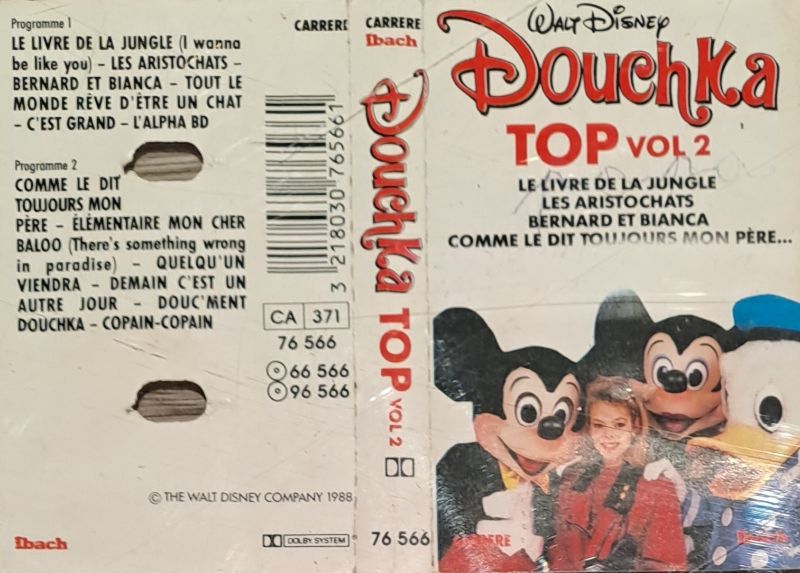 Programme 1
LE LIVRE DE LA JUNGLE (I wanna
be like you) – LES ARISTOCHATS –
BERNARD ET BIANCA – TOUT LE
MONDE RÊVE D'ÊTRE UN CHAT
– C'EST GRAND – L'ALPHA BD
Programme 2
COMME LE DIT
TOUJOURS MON
PÈRE – ÉLÉMENTAIRE MON CHER
BALOO (There's something wrong
in paradise) – QUELQU'UN
VIENDRA – DEMAIN C'EST UN
AUTRE JOUR – DOUC'MENT
DOUCHKA – COPAIN-COPAIN
© THE WALT DISNEY COMPANY 1988
Ibach
CARRERE
3 218030 765661
CA 371
76 566
66 566
96 566
DOLBY SYSTEM
CARRERE
Ibach
Douchka TOP VOL 2
76 566
WALT DISNEY
Douchka
TOP VOL 2
LE LIVRE DE LA JUNGLE
LES ARISTOCHATS
BERNARD ET BIANCA
COMME LE DIT TOUJOURS MON PÈRE...
CARRERE